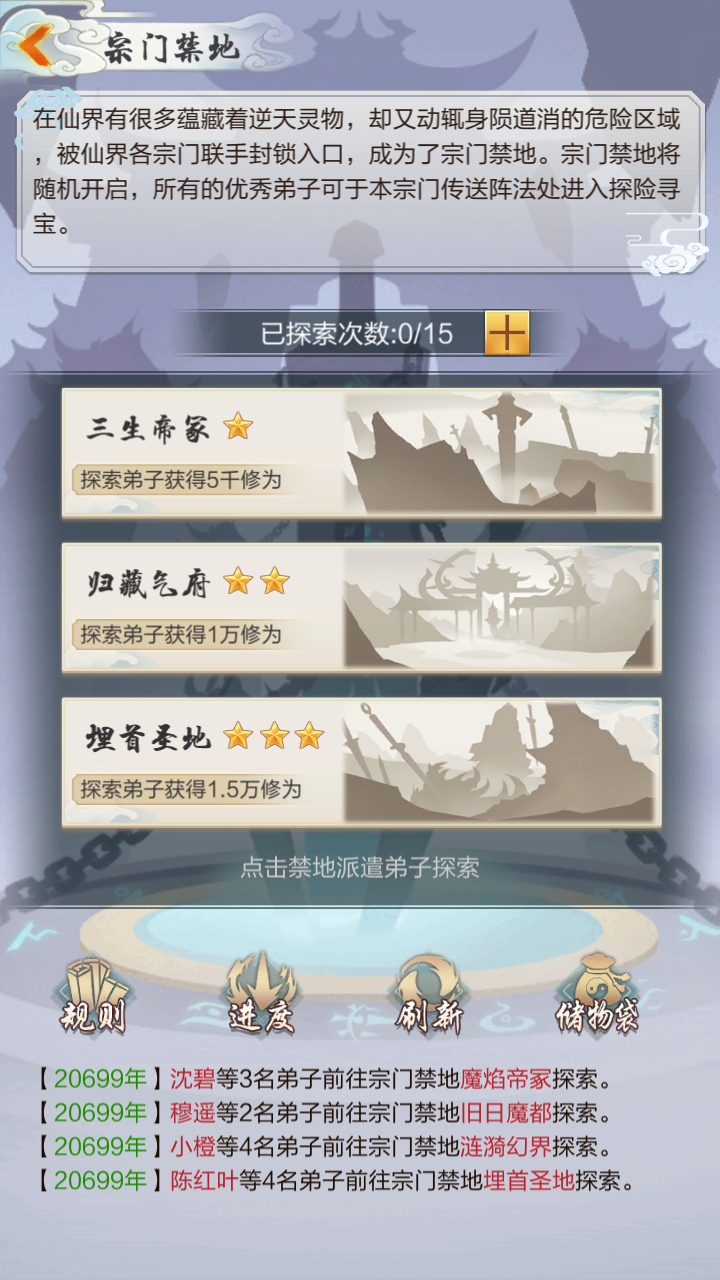 宗门禁地
在仙界有很多蕴藏着逆天灵物，却又动辄身陨道消的危险区域
，被仙界各宗门联手封锁入口，成为了宗门禁地。宗门禁地将
随机开启，所有的优秀弟子可于本宗门传送阵法处进入探险寻
宝。
已探索次数:0/15
三生帝冢
探索弟子获得5千修为
归藏气府
探索弟子获得1万修为
埋首圣地
探索弟子获得1.5万修为
点击禁地派遣弟子探索
规则 进度 刷新 储物袋
【20699年】沈碧等3名弟子前往宗门禁地魔焰帝冢探索。
【20699年】穆遥等2名弟子前往宗门禁地旧日魔都探索。
【20699年】小橙等4名弟子前往宗门禁地涟漪幻界探索。
【20699年】陈红叶等4名弟子前往宗门禁地埋首圣地探索。